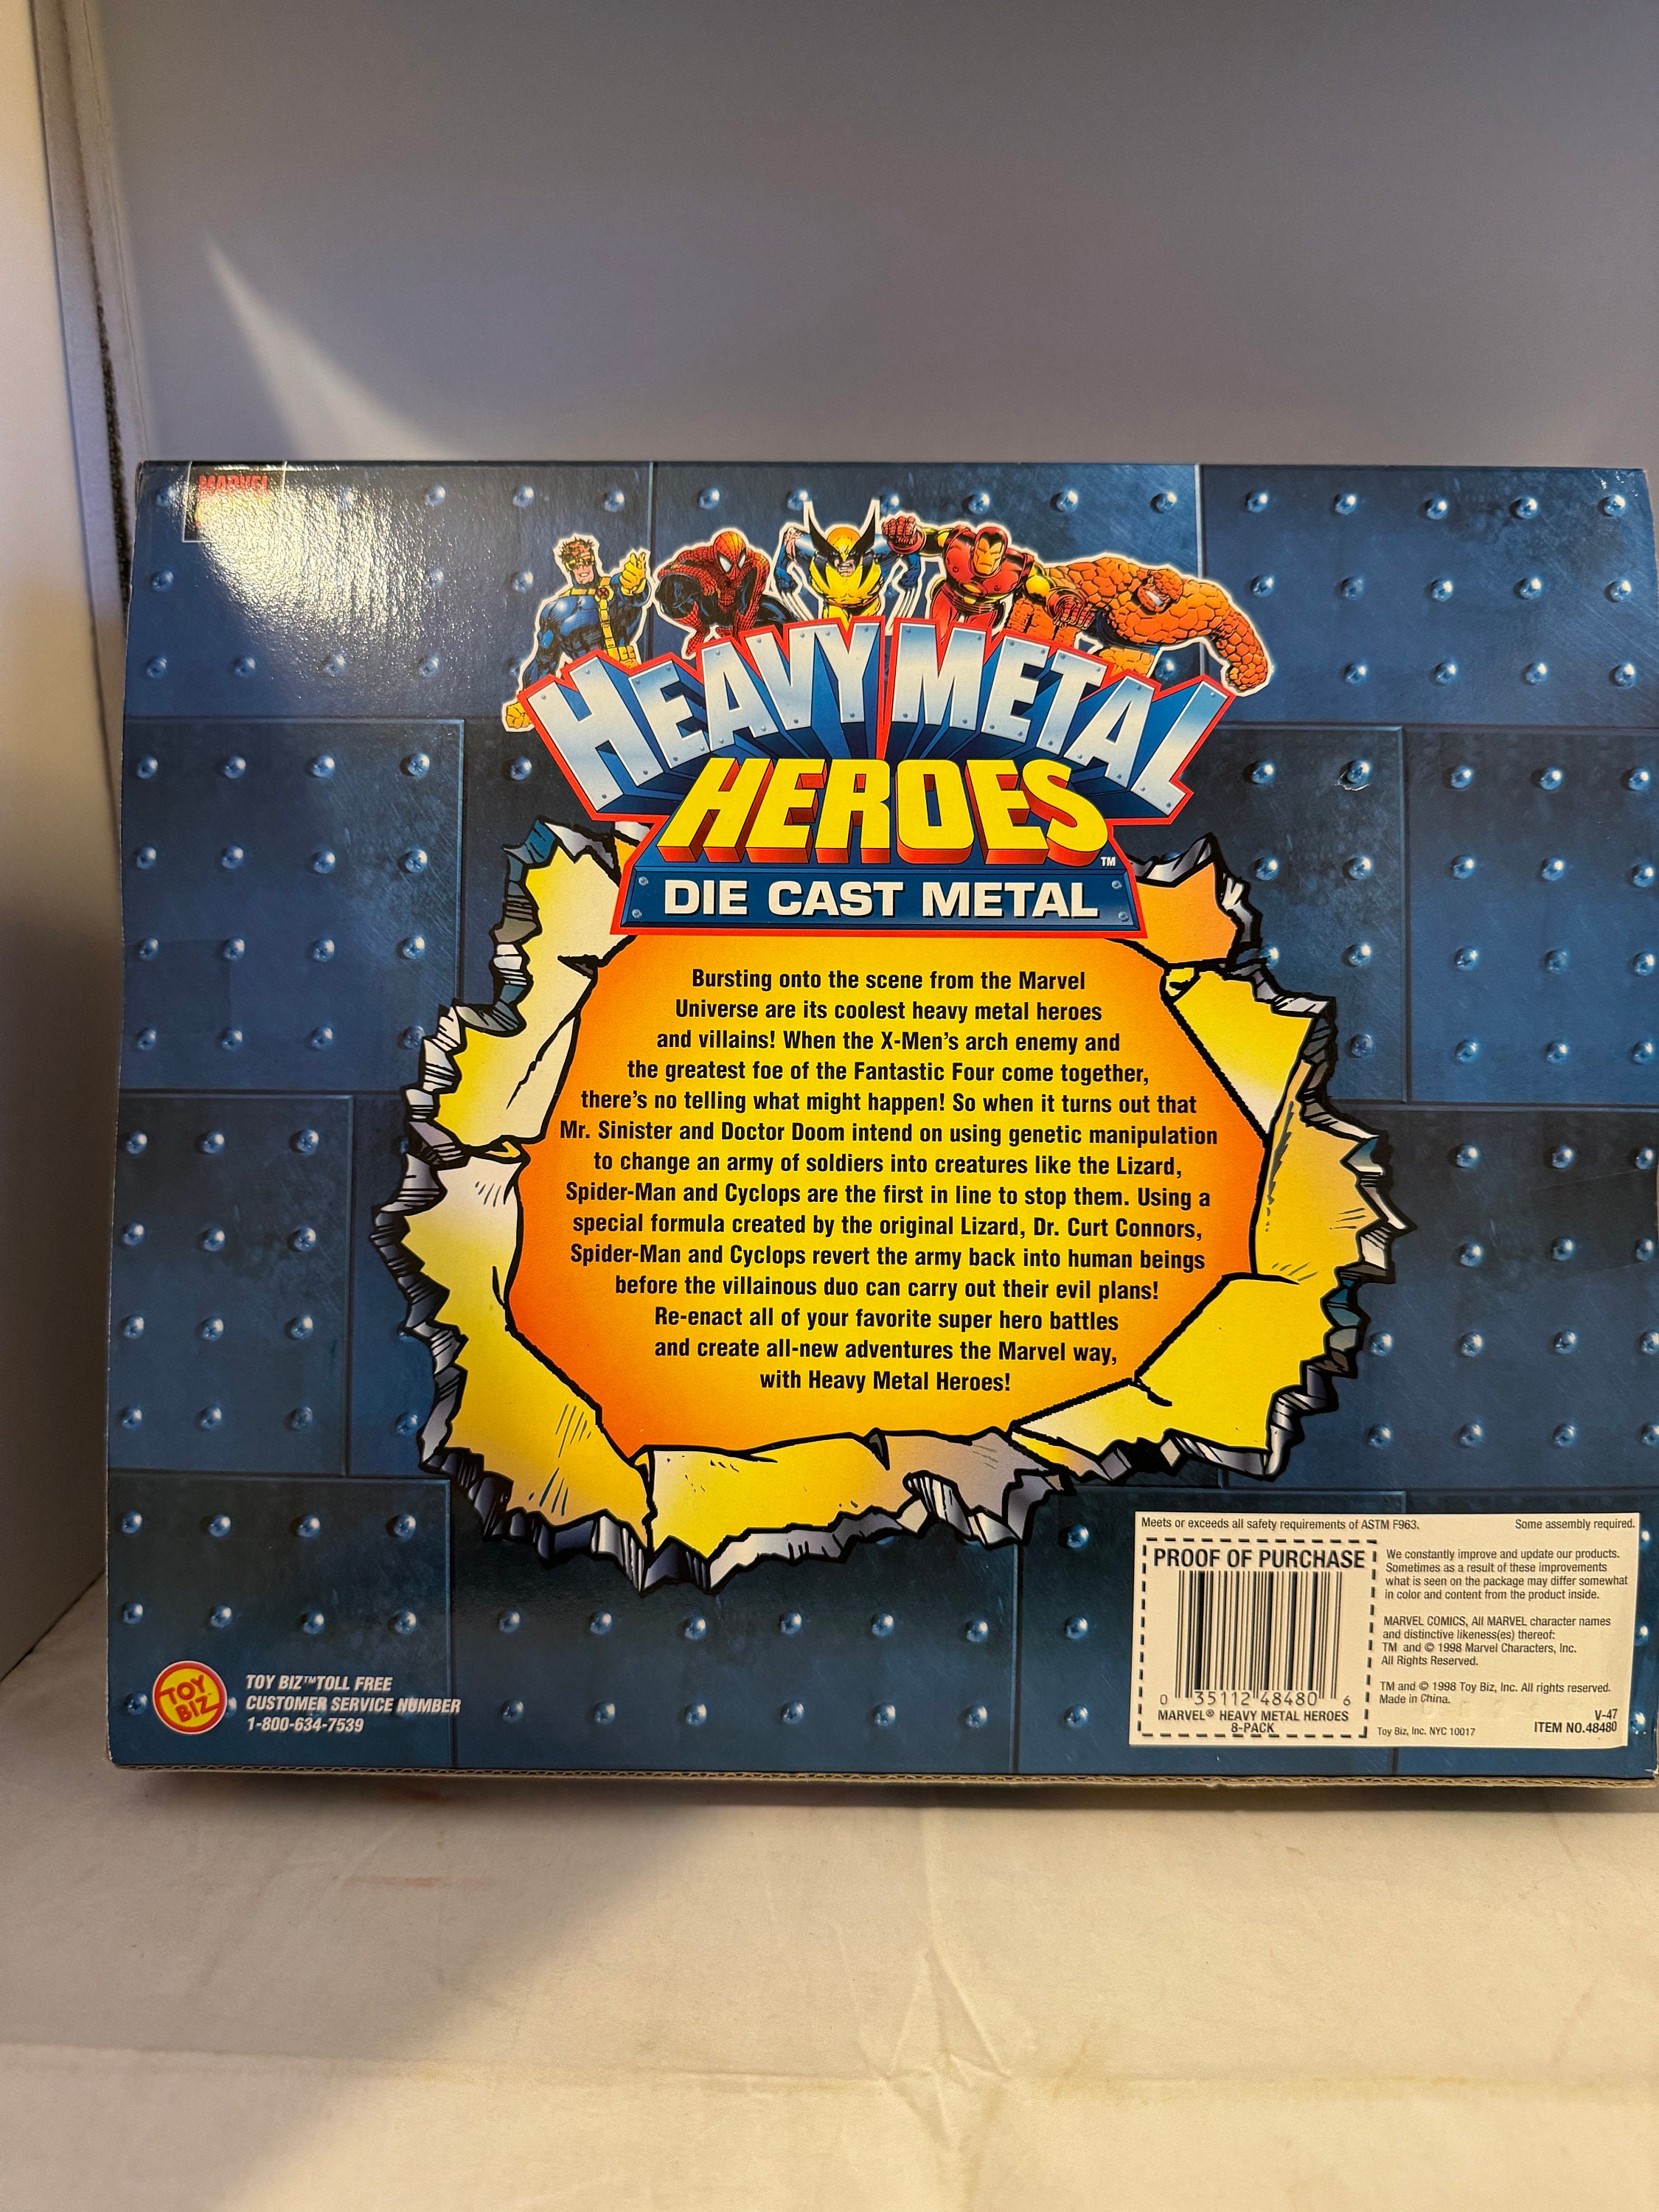 MARVEL
HEAVY METAL
HEROES™
DIE CAST METAL
Bursting onto the scene from the Marvel
Universe are its coolest heavy metal heroes
and villains! When the X-Men's arch enemy and
the greatest foe of the Fantastic Four come together,
there's no telling what might happen! So when it turns out that
Mr. Sinister and Doctor Doom intend on using genetic manipulation
to change an army of soldiers into creatures like the Lizard,
Spider-Man and Cyclops are the first in line to stop them. Using a
special formula created by the original Lizard, Dr. Curt Connors,
Spider-Man and Cyclops revert the army back into human beings
before the villainous duo can carry out their evil plans!
Re-enact all of your favorite super hero battles
and create all-new adventures the Marvel way,
with Heavy Metal Heroes!
TOY
BIZ
TOY BIZ™ TOLL FREE
CUSTOMER SERVICE NUMBER
1-800-634-7539
Meets or exceeds all safety requirements of ASTM F963. Some assembly required.
PROOF OF PURCHASE
0 35112 48480 6
MARVEL® HEAVY METAL HEROES
8-PACK
We constantly improve and update our products.
Sometimes as a result of these improvements
what is seen on the package may differ somewhat
in color and content from the product inside.
MARVEL COMICS, All MARVEL character names
and distinctive likeness(es) thereof:
TM and © 1998 Marvel Characters, Inc.
All Rights Reserved.
TM and © 1998 Toy Biz, Inc. All rights reserved.
Made in China.
Toy Biz, Inc. NYC 10017
V-47
ITEM NO.48480